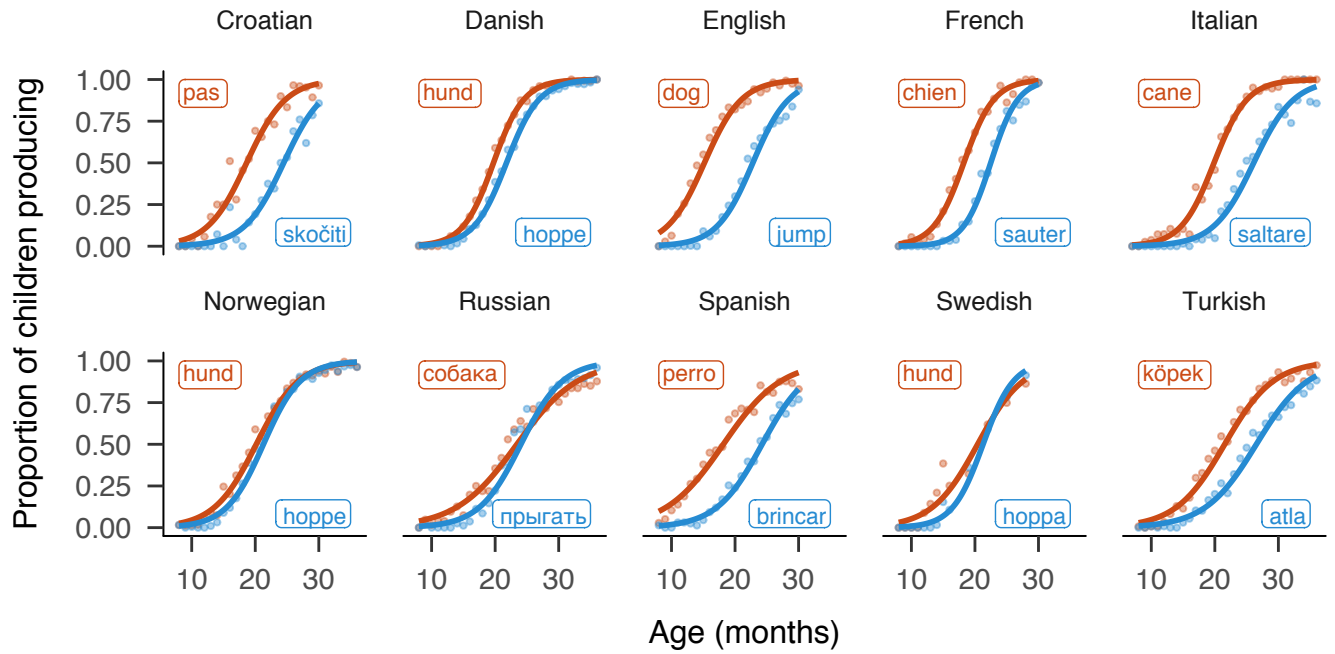 Croatian Danish English French Italian
Proportion of children producing
1.00
0.75
0.50
0.25
0.00
pas
skočiti
hund
hoppe
dog
jump
chien
sauter
cane
saltare
Norwegian Russian Spanish Swedish Turkish
1.00
0.75
0.50
0.25
0.00
hund
hoppe
собака
прыгать
perro
brincar
hund
hoppa
köpek
atla
10 20 30 10 20 30 10 20 30 10 20 30 10 20 30
Age (months)